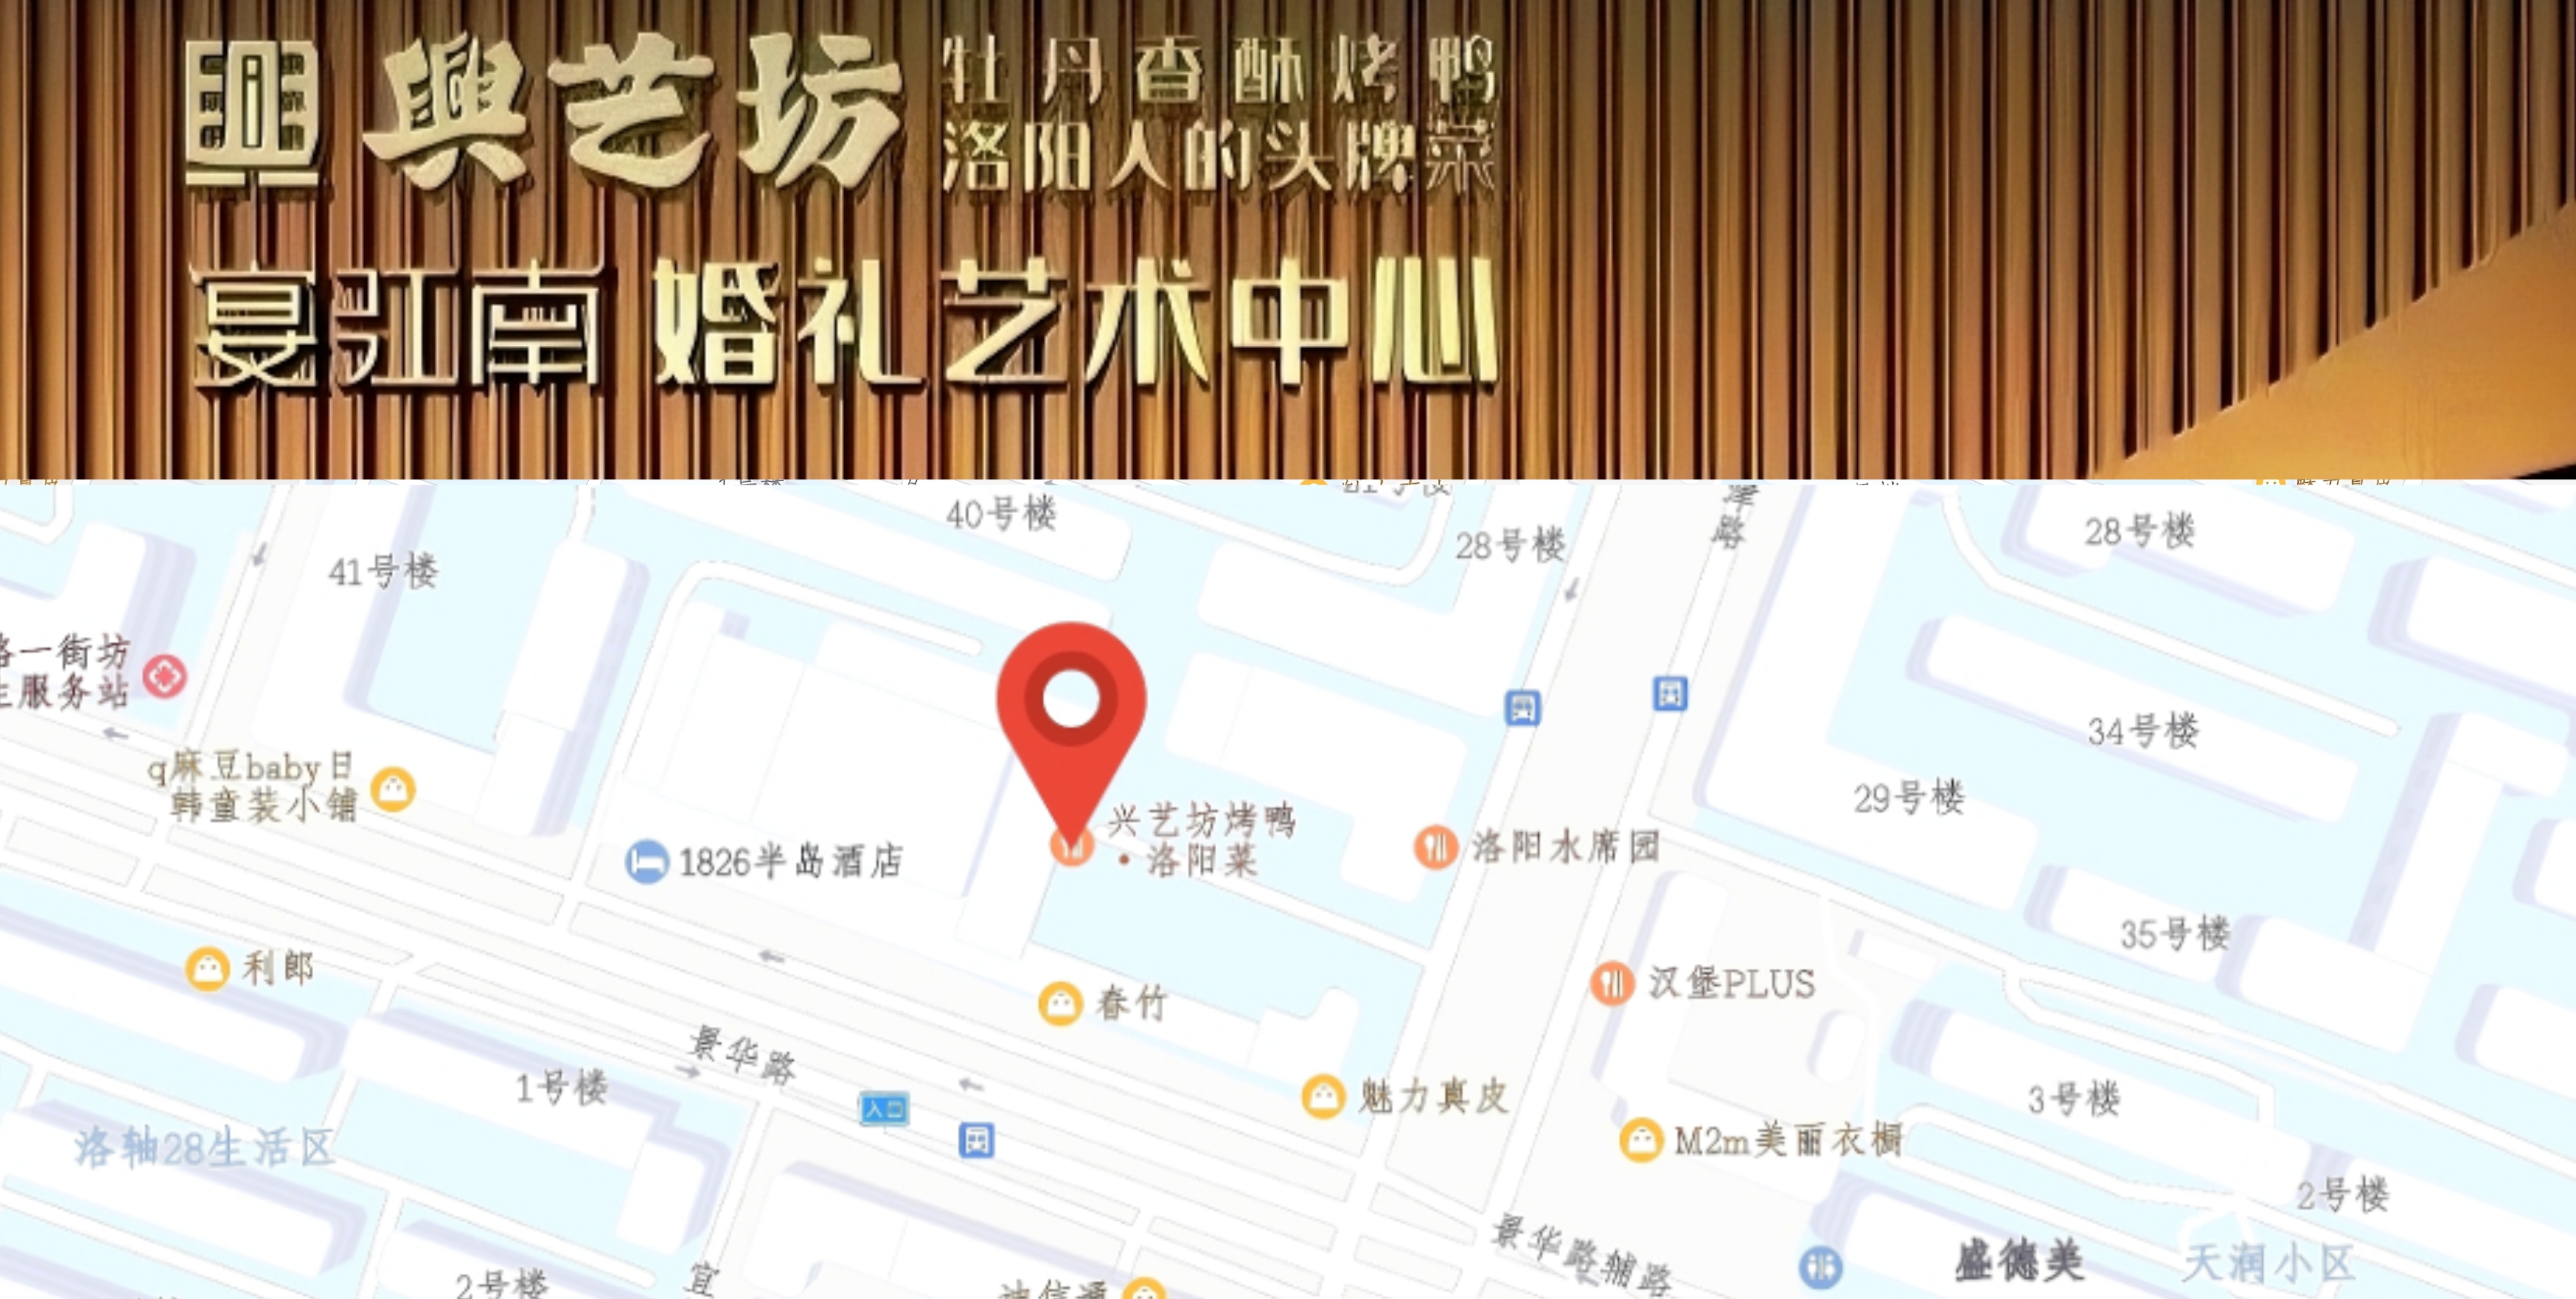 興艺坊 牡丹香酥烤鸭
洛阳人的头牌菜
宴江南 婚礼艺术中心
40号楼
28号楼
津路
28号楼
41号楼
路一街坊
生服务站
34号楼
q麻豆baby日
韩童装小铺
29号楼
兴艺坊烤鸭
•洛阳菜
洛阳水席园
1826半岛酒店
35号楼
利郎
汉堡PLUS
春竹
景华路
1号楼
入口
魅力真皮
3号楼
洛轴28生活区
M2m美丽衣橱
2号楼
景华路辅路
盛德美
天润小区
2号楼
宜
迪信通